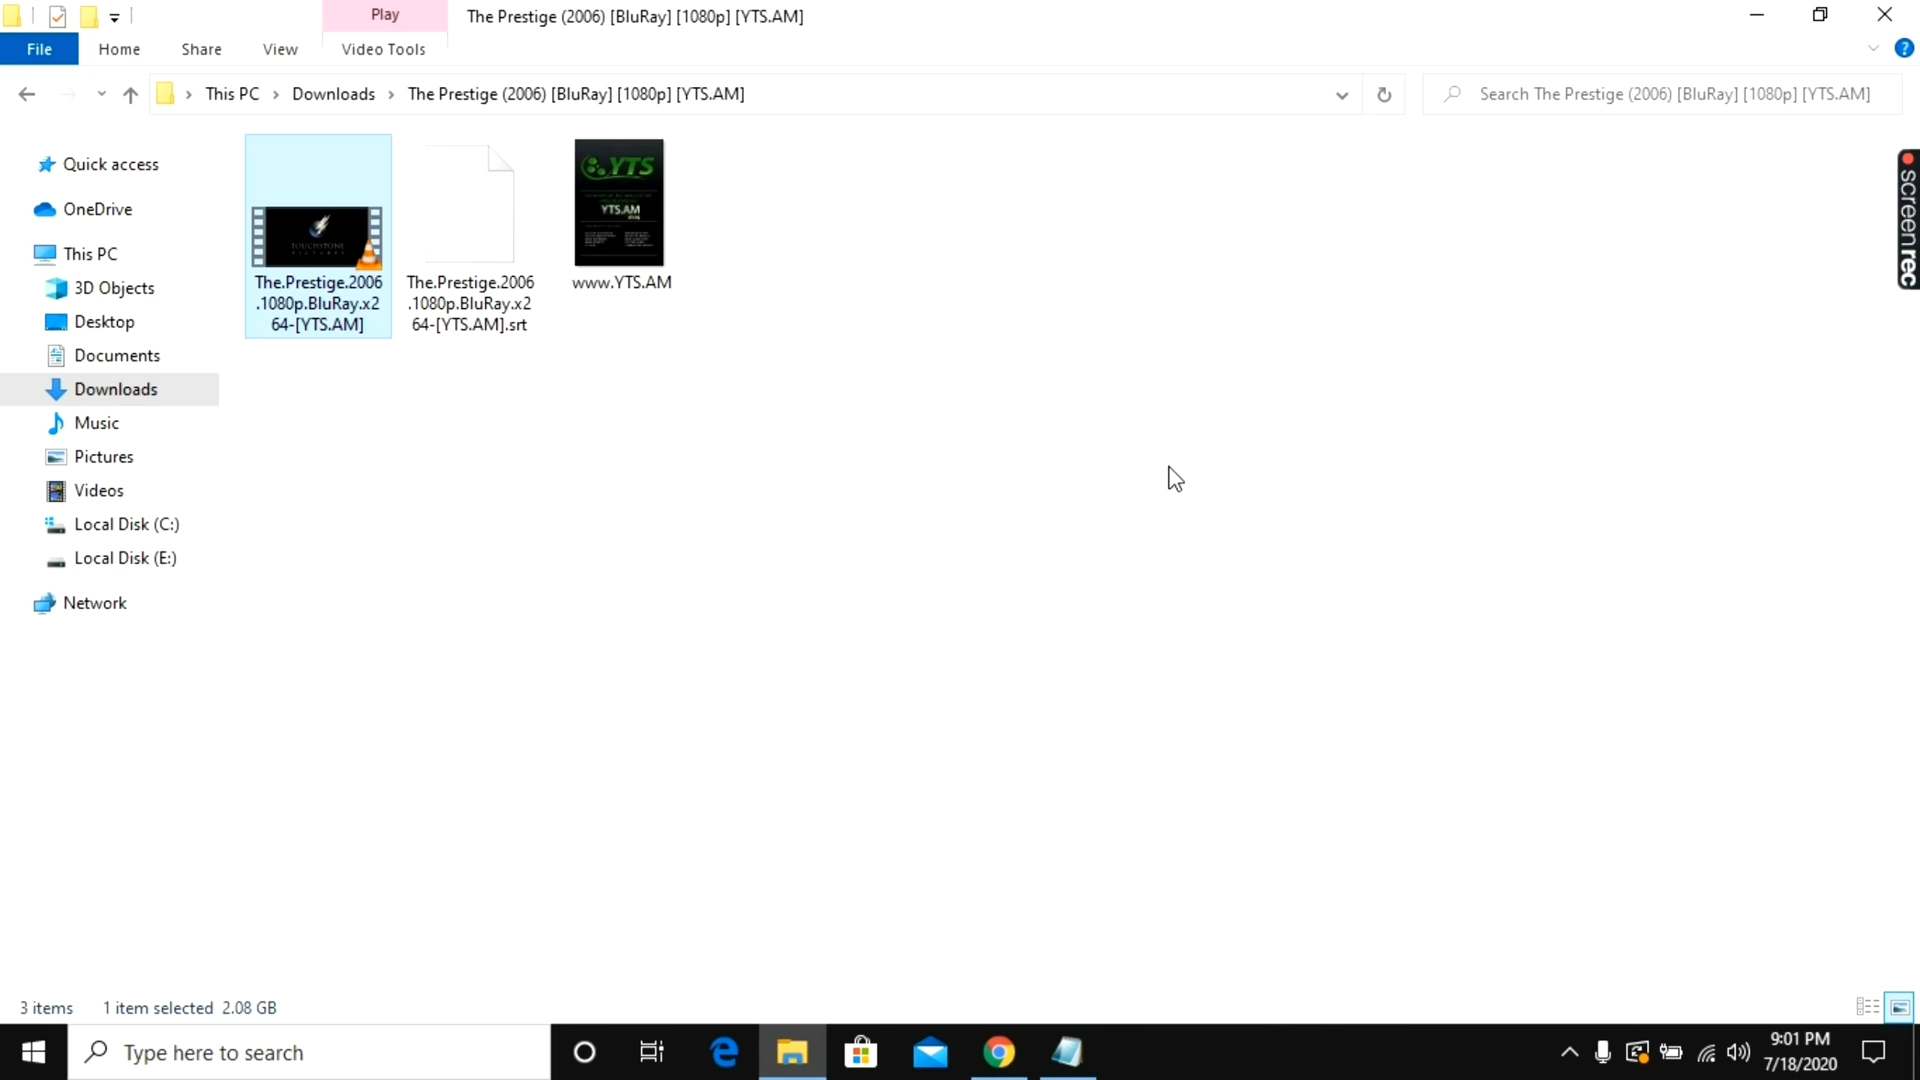 Play
The Prestige (2006) [BluRay] [1080p] [YTS.AM]
File
Home
Share
View
Video Tools
This PC
Downloads
The Prestige (2006) [BluRay] [1080p] [YTS.AM]
Search The Prestige (2006) [BluRay] [1080p] [YTS.AM]
Quick access
OneDrive
This PC
3D Objects
Desktop
Documents
Downloads
Music
Pictures
Videos
Local Disk (C:)
Local Disk (E:)
Network
TOUCHSTONE
PICTURES
The.Prestige.2006
.1080p.BluRay.x2
64-[YTS.AM]
The.Prestige.2006
.1080p.BluRay.x2
64-[YTS.AM].srt
YTS
YTS.AM
www.YTS.AM
screenrec
3 items
1 item selected 2.08 GB
Type here to search
9:01 PM
7/18/2020